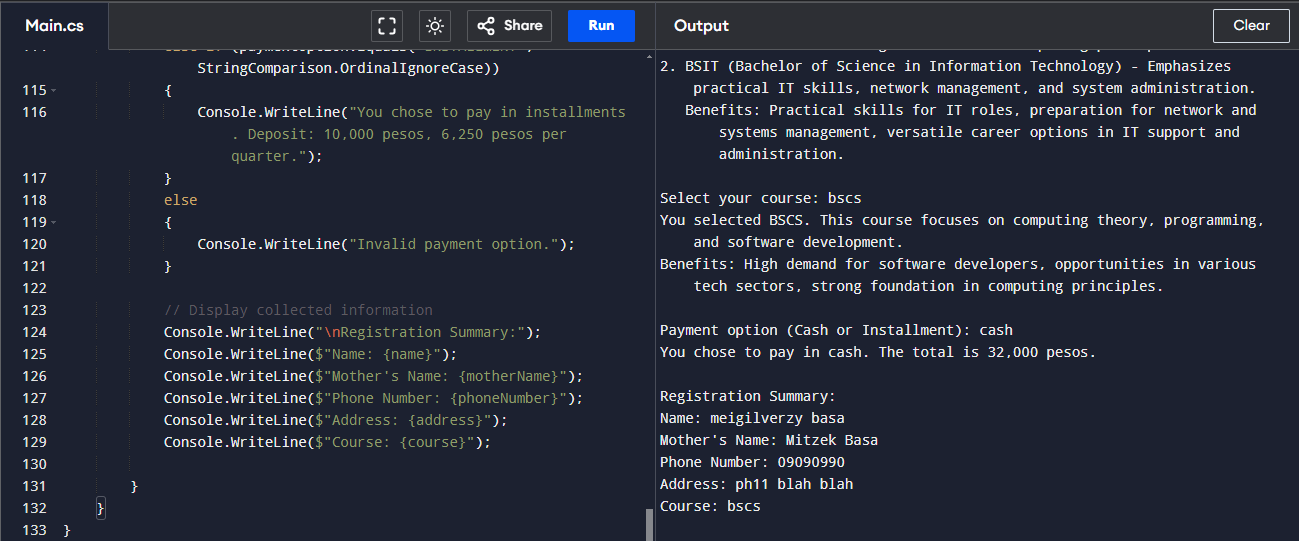 Main.cs
Share
Run
StringComparison.OrdinalIgnoreCase))
115 {
116 Console.WriteLine("You chose to pay in installments
. Deposit: 10,000 pesos, 6,250 pesos per
quarter.");
117 }
118 else
119 {
120 Console.WriteLine("Invalid payment option.");
121 }
122
123 // Display collected information
124 Console.WriteLine("\nRegistration Summary:");
125 Console.WriteLine($"Name: {name}");
126 Console.WriteLine($"Mother's Name: {motherName}");
127 Console.WriteLine($"Phone Number: {phoneNumber}");
128 Console.WriteLine($"Address: {address}");
129 Console.WriteLine($"Course: {course}");
130
131 }
132 }
133 }
Output
Clear
2. BSIT (Bachelor of Science in Information Technology) - Emphasizes
practical IT skills, network management, and system administration.
Benefits: Practical skills for IT roles, preparation for network and
systems management, versatile career options in IT support and
administration.
Select your course: bscs
You selected BSCS. This course focuses on computing theory, programming,
and software development.
Benefits: High demand for software developers, opportunities in various
tech sectors, strong foundation in computing principles.
Payment option (Cash or Installment): cash
You chose to pay in cash. The total is 32,000 pesos.
Registration Summary:
Name: meigilverzy basa
Mother's Name: Mitzek Basa
Phone Number: 09090990
Address: ph11 blah blah
Course: bscs